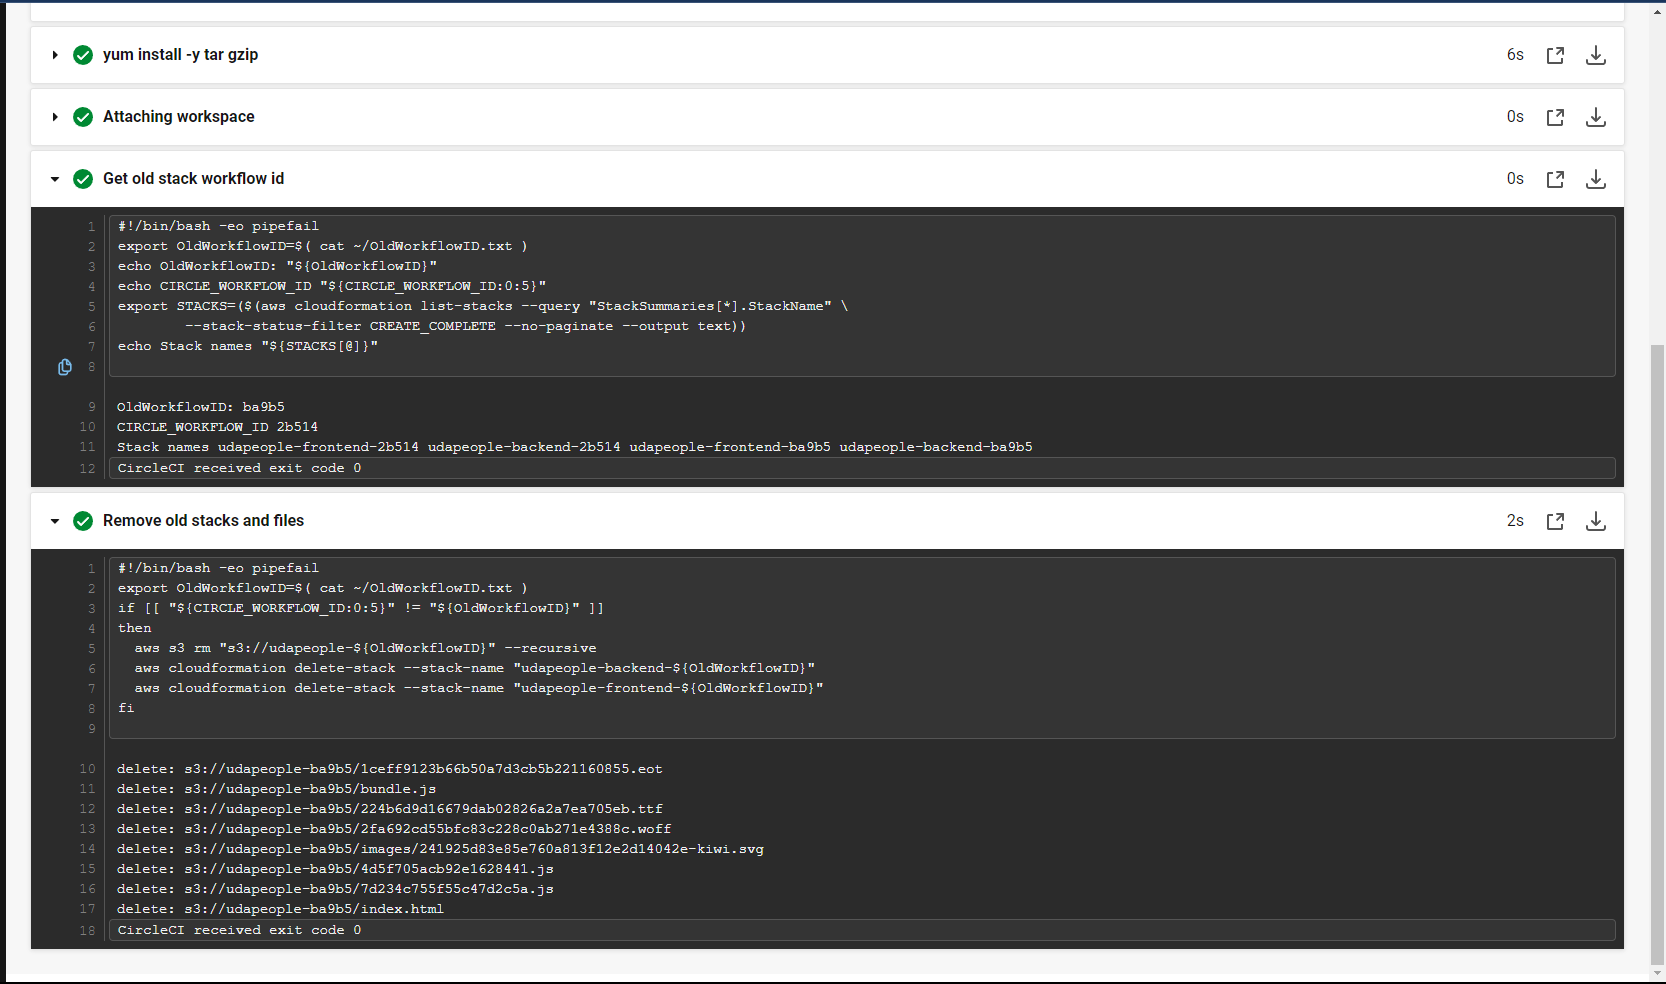 yum install -y tar gzip
6s
Attaching workspace
0s
Get old stack workflow id
0s
1 #!/bin/bash -eo pipefail
2 export OldWorkflowID=$( cat ~/OldWorkflowID.txt )
3 echo OldWorkflowID: "${OldWorkflowID}"
4 echo CIRCLE_WORKFLOW_ID "${CIRCLE_WORKFLOW_ID:0:5}"
5 export STACKS=($(aws cloudformation list-stacks --query "StackSummaries[*].StackName" \
6         --stack-status-filter CREATE_COMPLETE --no-paginate --output text))
7 echo Stack names "${STACKS[@]}"
8
9 OldWorkflowID: ba9b5
10 CIRCLE_WORKFLOW_ID 2b514
11 Stack names udapeople-frontend-2b514 udapeople-backend-2b514 udapeople-frontend-ba9b5 udapeople-backend-ba9b5
12 CircleCI received exit code 0
Remove old stacks and files
2s
1 #!/bin/bash -eo pipefail
2 export OldWorkflowID=$( cat ~/OldWorkflowID.txt )
3 if [[ "${CIRCLE_WORKFLOW_ID:0:5}" != "${OldWorkflowID}" ]]
4 then
5   aws s3 rm "s3://udapeople-${OldWorkflowID}" --recursive
6   aws cloudformation delete-stack --stack-name "udapeople-backend-${OldWorkflowID}"
7   aws cloudformation delete-stack --stack-name "udapeople-frontend-${OldWorkflowID}"
8 fi
9
10 delete: s3://udapeople-ba9b5/1ceff9123b66b50a7d3cb5b221160855.eot
11 delete: s3://udapeople-ba9b5/bundle.js
12 delete: s3://udapeople-ba9b5/224b6d9d16679dab02826a2a7ea705eb.ttf
13 delete: s3://udapeople-ba9b5/2fa692cd55bfc83c228c0ab271e4388c.woff
14 delete: s3://udapeople-ba9b5/images/241925d83e85e760a813f12e2d14042e-kiwi.svg
15 delete: s3://udapeople-ba9b5/4d5f705acb92e1628441.js
16 delete: s3://udapeople-ba9b5/7d234c755f55c47d2c5a.js
17 delete: s3://udapeople-ba9b5/index.html
18 CircleCI received exit code 0